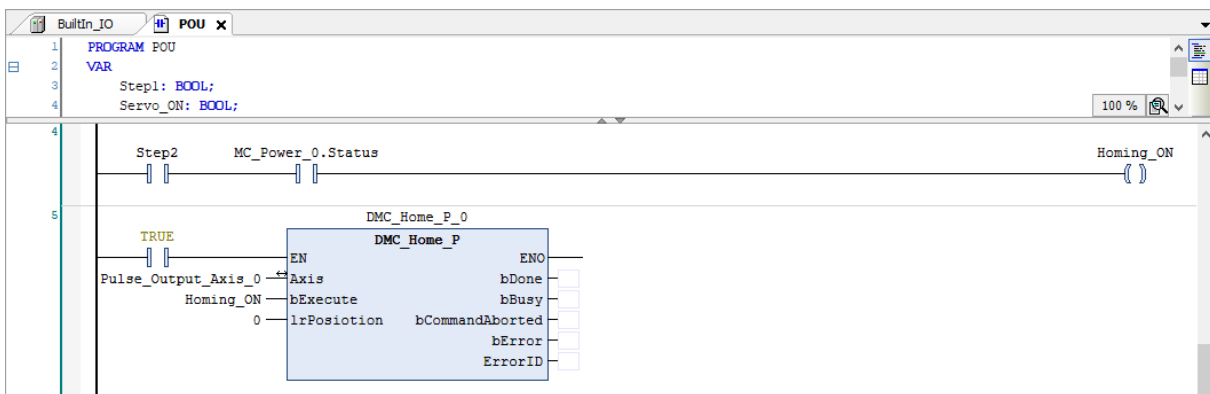 BuiltIn_IO POU
1 PROGRAM POU
2 VAR
3 Step1: BOOL;
4 Servo_ON: BOOL;
100 %
4
Step2 MC_Power_0.Status Homing_ON
5
DMC_Home_P_0
TRUE DMC_Home_P
EN ENO
Pulse_Output_Axis_0 Axis bDone
Homing_ON bExecute bBusy
0 lrPosiotion bCommandAborted
bError
ErrorID